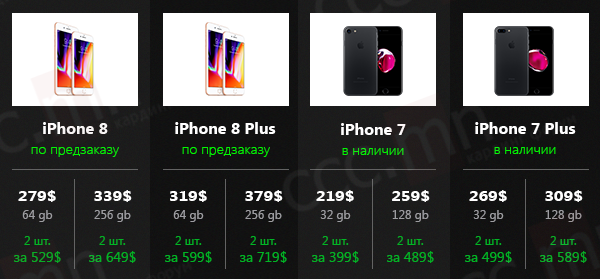 iPhone 8
по предзаказу
279$ 339$
64 gb 256 gb
2 шт. 2 шт.
за 529$ за 649$
iPhone 8 Plus
по предзаказу
319$ 379$
64 gb 256 gb
2 шт. 2 шт.
за 599$ за 719$
iPhone 7
в наличии
219$ 259$
32 gb 128 gb
2 шт. 2 шт.
за 399$ за 489$
iPhone 7 Plus
в наличии
269$ 309$
32 gb 128 gb
2 шт. 2 шт.
за 499$ за 589$